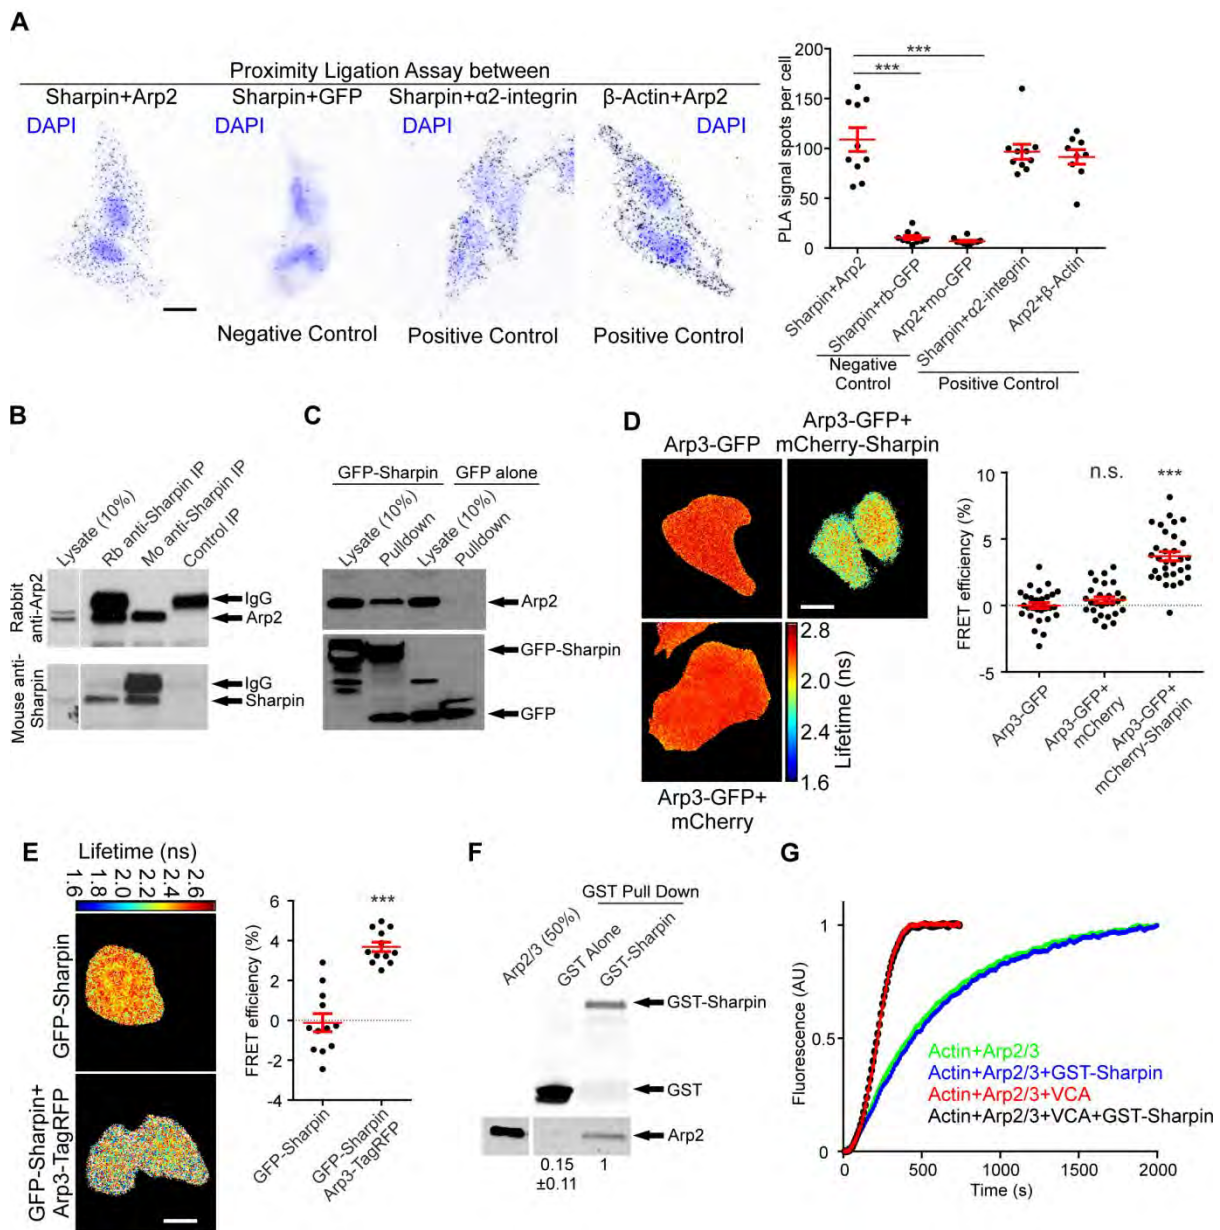 A
Proximity Ligation Assay between
Sharpin+Arp2
Sharpin+GFP
Sharpin+α2-integrin
β-Actin+Arp2
DAPI
DAPI
DAPI
DAPI
Negative Control
Positive Control
Positive Control
PLA signal spots per cell
200
150
100
50
0
***
***
Sharpin+Arp2
Sharpin+rb-GFP
Arp2+mo-GFP
Sharpin+α2-integrin
Arp2+β-Actin
Negative
Control
Positive Control
B
Lysate (10%)
Rb anti-Sharpin IP
Mo anti-Sharpin IP
Control IP
Rabbit
anti-Arp2
IgG
Arp2
Mouse anti-
Sharpin
IgG
Sharpin
C
GFP-Sharpin
GFP alone
Lysate (10%)
Pulldown
Lysate (10%)
Pulldown
Arp2
GFP-Sharpin
GFP
D
Arp3-GFP
Arp3-GFP+
mCherry-Sharpin
Arp3-GFP+
mCherry
2.8
2.0
2.4
1.6
Lifetime (ns)
FRET efficiency (%)
10
5
0
-5
n.s.
***
Arp3-GFP
Arp3-GFP+
mCherry
Arp3-GFP+
mCherry-Sharpin
E
Lifetime (ns)
1.6
1.8
2.0
2.2
2.4
2.6
GFP-Sharpin
GFP-Sharpin+
Arp3-TagRFP
FRET efficiency (%)
6
4
2
0
-2
-4
***
GFP-Sharpin
GFP-Sharpin
Arp3-TagRFP
F
GST Pull Down
Arp2/3 (50%)
GST Alone
GST-Sharpin
GST-Sharpin
GST
Arp2
0.15
±0.11
1
G
Fluorescence (AU)
1
0.5
0
Actin+Arp2/3
Actin+Arp2/3+GST-Sharpin
Actin+Arp2/3+VCA
Actin+Arp2/3+VCA+GST-Sharpin
0
500
1000
1500
2000
Time (s)